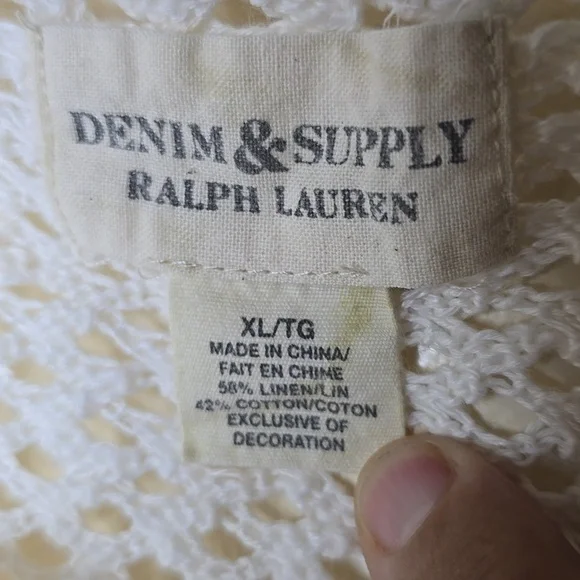 DENIM & SUPPLY
RALPH LAUREN
XL/TG
MADE IN CHINA/
FAIT EN CHINE
58% LINEN/LIN
42% COTTON/COTON
EXCLUSIVE OF
DECORATION